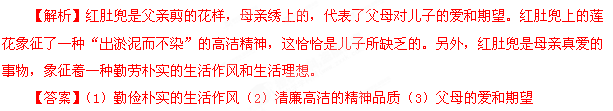 【解析】红肚兜是父亲剪的花样，母亲绣上的，代表了父母对儿子的爱和期望。红肚兜上的莲
花象征了一种“出淤泥而不染”的高洁精神，这恰恰是儿子所缺乏的。另外，红肚兜是母亲真爱的
事物，象征着一种勤劳朴实的生活作风和生活理想。
【答案】（1）勤俭朴实的生活作风（2）清廉高洁的精神品质（3）父母的爱和期望